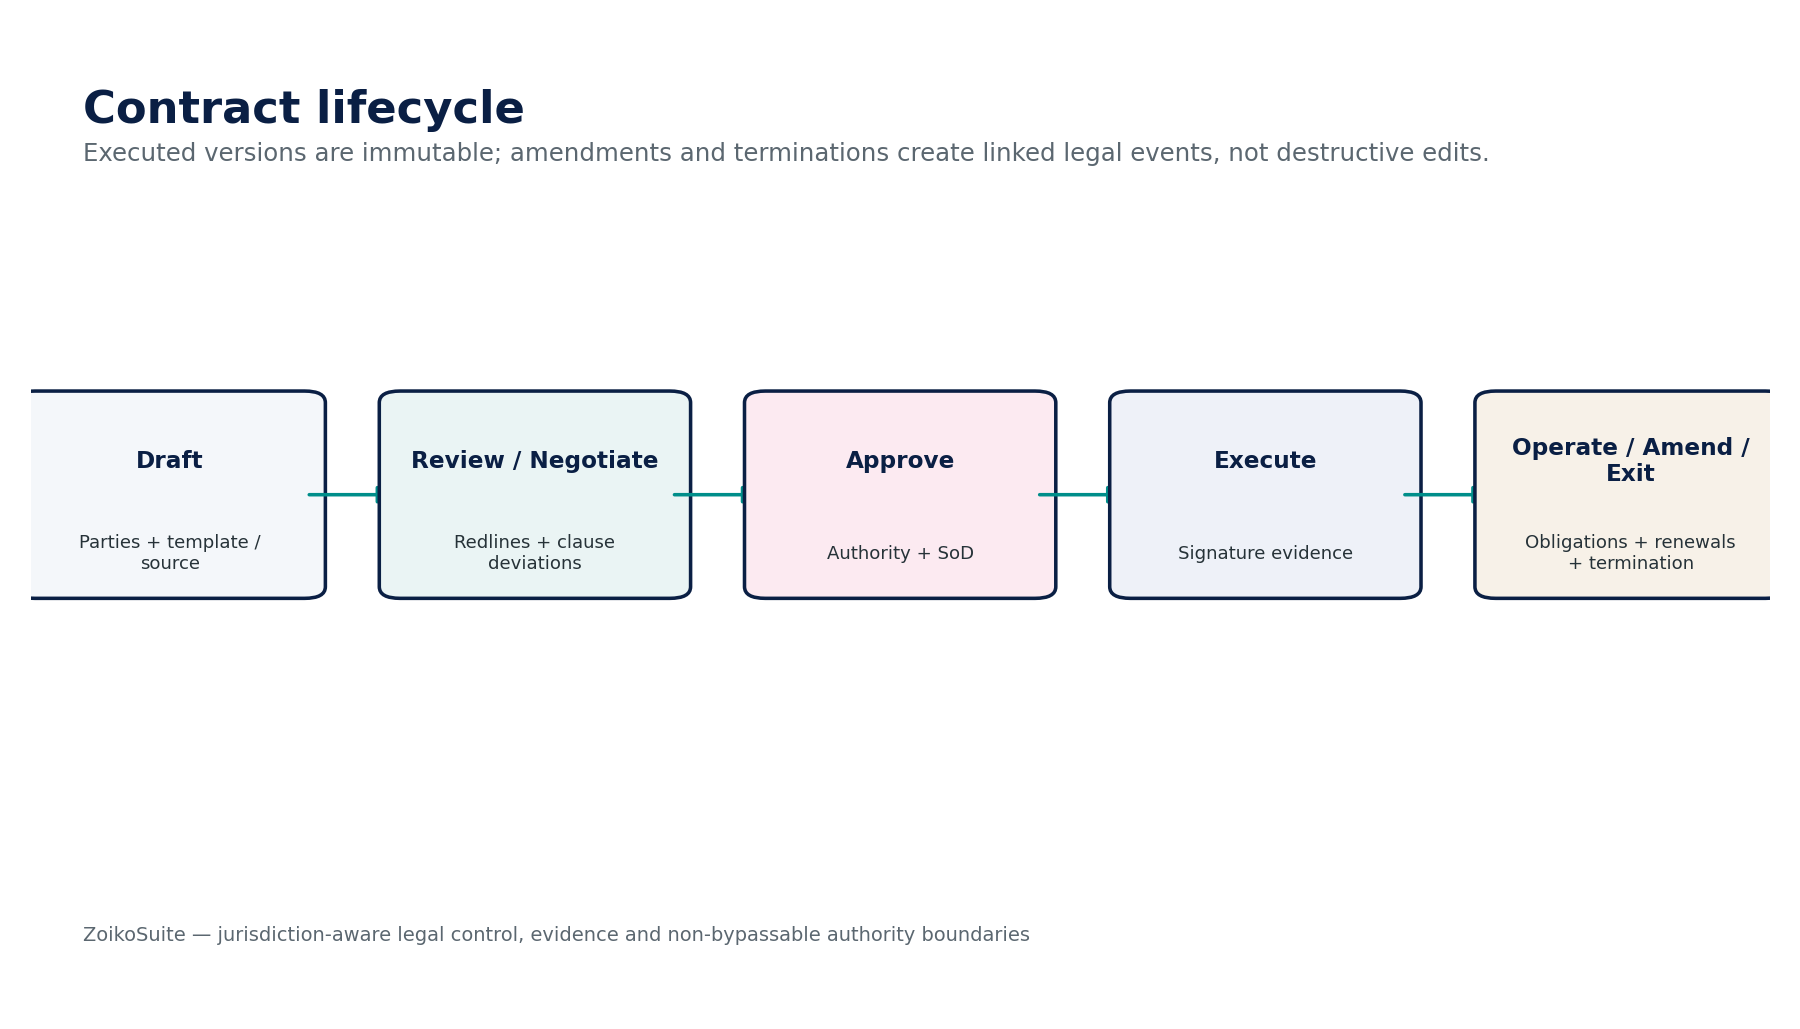 Contract lifecycle
Executed versions are immutable; amendments and terminations create linked legal events, not destructive edits.
Draft
Parties + template /
source
Review / Negotiate
Redlines + clause
deviations
Approve
Authority + SoD
Execute
Signature evidence
Operate / Amend /
Exit
Obligations + renewals
+ termination
ZoikoSuite — jurisdiction-aware legal control, evidence and non-bypassable authority boundaries